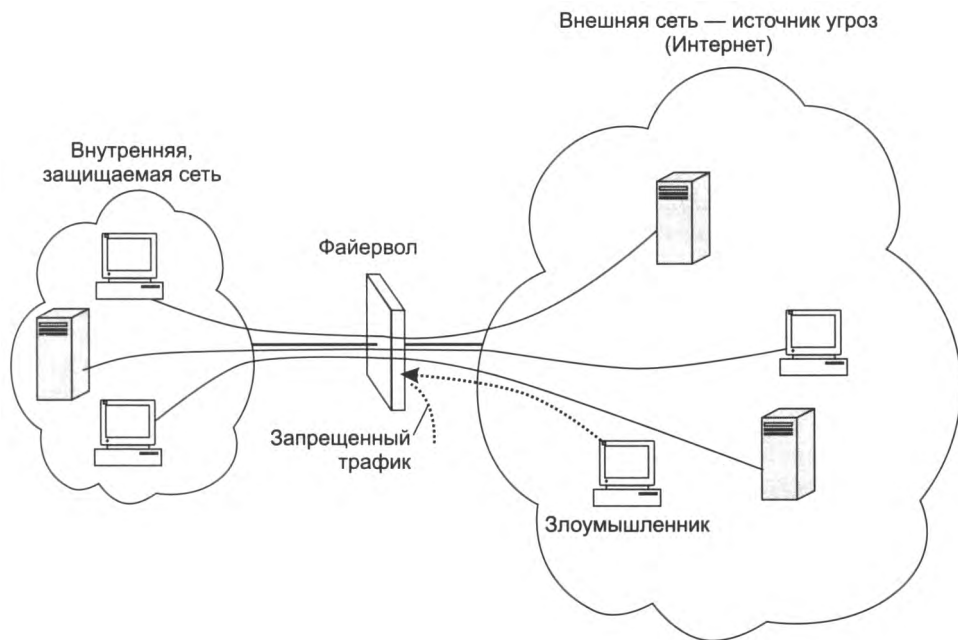 Внешняя сеть — источник угроз
(Интернет)
Внутренняя,
защищаемая сеть
Файервол
Запрещенный
трафик
Злоумышленник